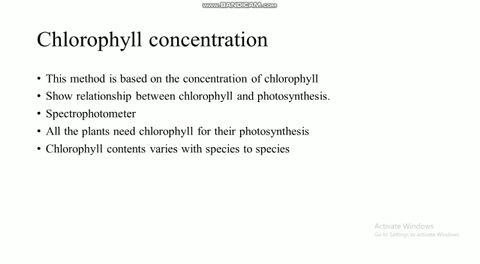 www.BANDICAM.com
Chlorophyll concentration
• This method is based on the concentration of chlorophyll
• Show relationship between chlorophyll and photosynthesis.
• Spectrophotometer
• All the plants need chlorophyll for their photosynthesis
• Chlorophyll contents varies with species to species
Activate Windows
Go to Settings to activate Windows.